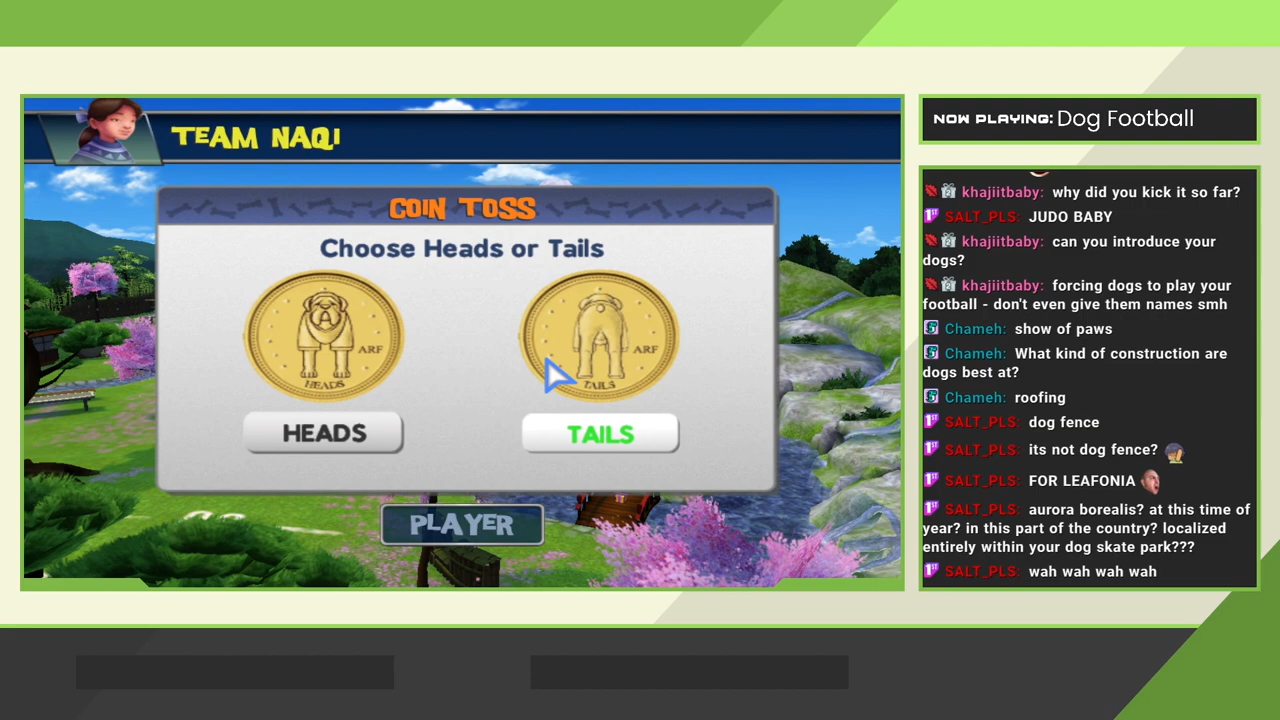 TEAM NAQI
COIN TOSS
Choose Heads or Tails
ARF
HEADS
ARF
TAILS
HEADS
TAILS
PLAYER
NOW PLAYING: Dog Football
khajiitbaby: why did you kick it so far?
SALT_PLS: JUDO BABY
khajiitbaby: can you introduce your
dogs?
khajiitbaby: forcing dogs to play your
football - don't even give them names smh
Chameh: show of paws
Chameh: What kind of construction are
dogs best at?
Chameh: roofing
SALT_PLS: dog fence
SALT_PLS: its not dog fence?
SALT_PLS: FOR LEAFONIA
SALT_PLS: aurora borealis? at this time of
year? in this part of the country? localized
entirely within your dog skate park???
SALT_PLS: wah wah wah wah